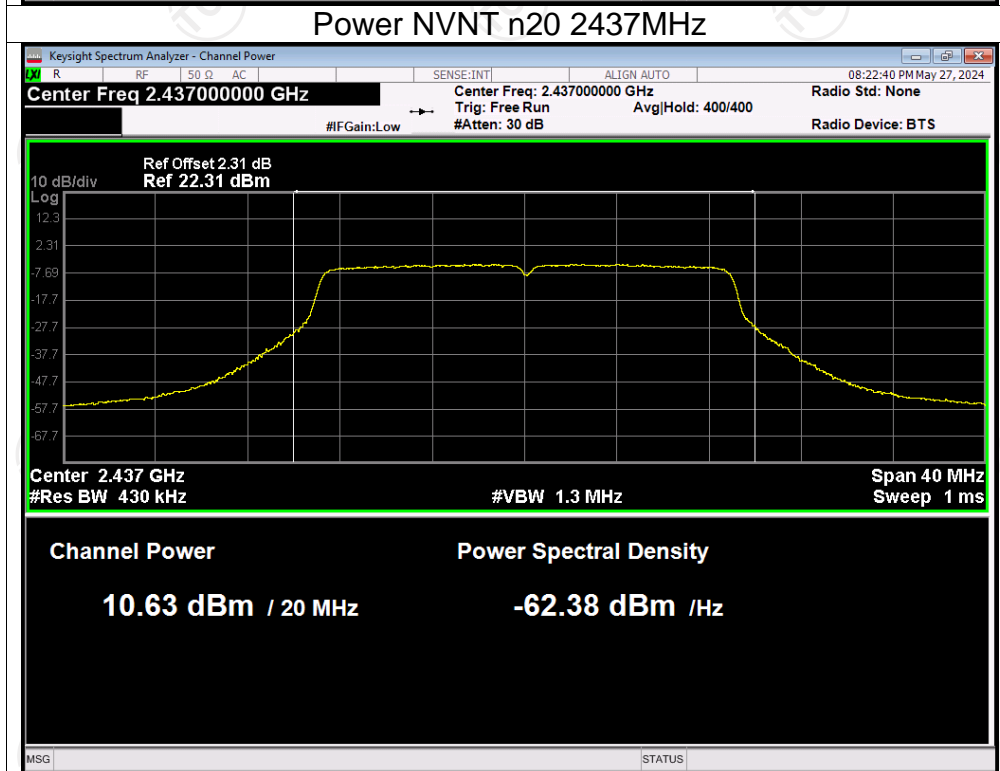 Power NVNT n20 2437MHz
Keysight Spectrum Analyzer - Channel Power
LXI R RF 50 Ω AC SENSE:INT ALIGN AUTO 08:22:40 PM May 27, 2024
Center Freq 2.437000000 GHz Center Freq: 2.437000000 GHz Radio Std: None
Trig: Free Run Avg|Hold: 400/400
#IFGain:Low #Atten: 30 dB Radio Device: BTS
Ref Offset 2.31 dB
10 dB/div Ref 22.31 dBm
Log
12.3
2.31
-7.69
-17.7
-27.7
-37.7
-47.7
-57.7
-67.7
Center 2.437 GHz Span 40 MHz
#Res BW 430 kHz #VBW 1.3 MHz Sweep 1 ms
Channel Power Power Spectral Density
10.63 dBm / 20 MHz -62.38 dBm /Hz
MSG STATUS